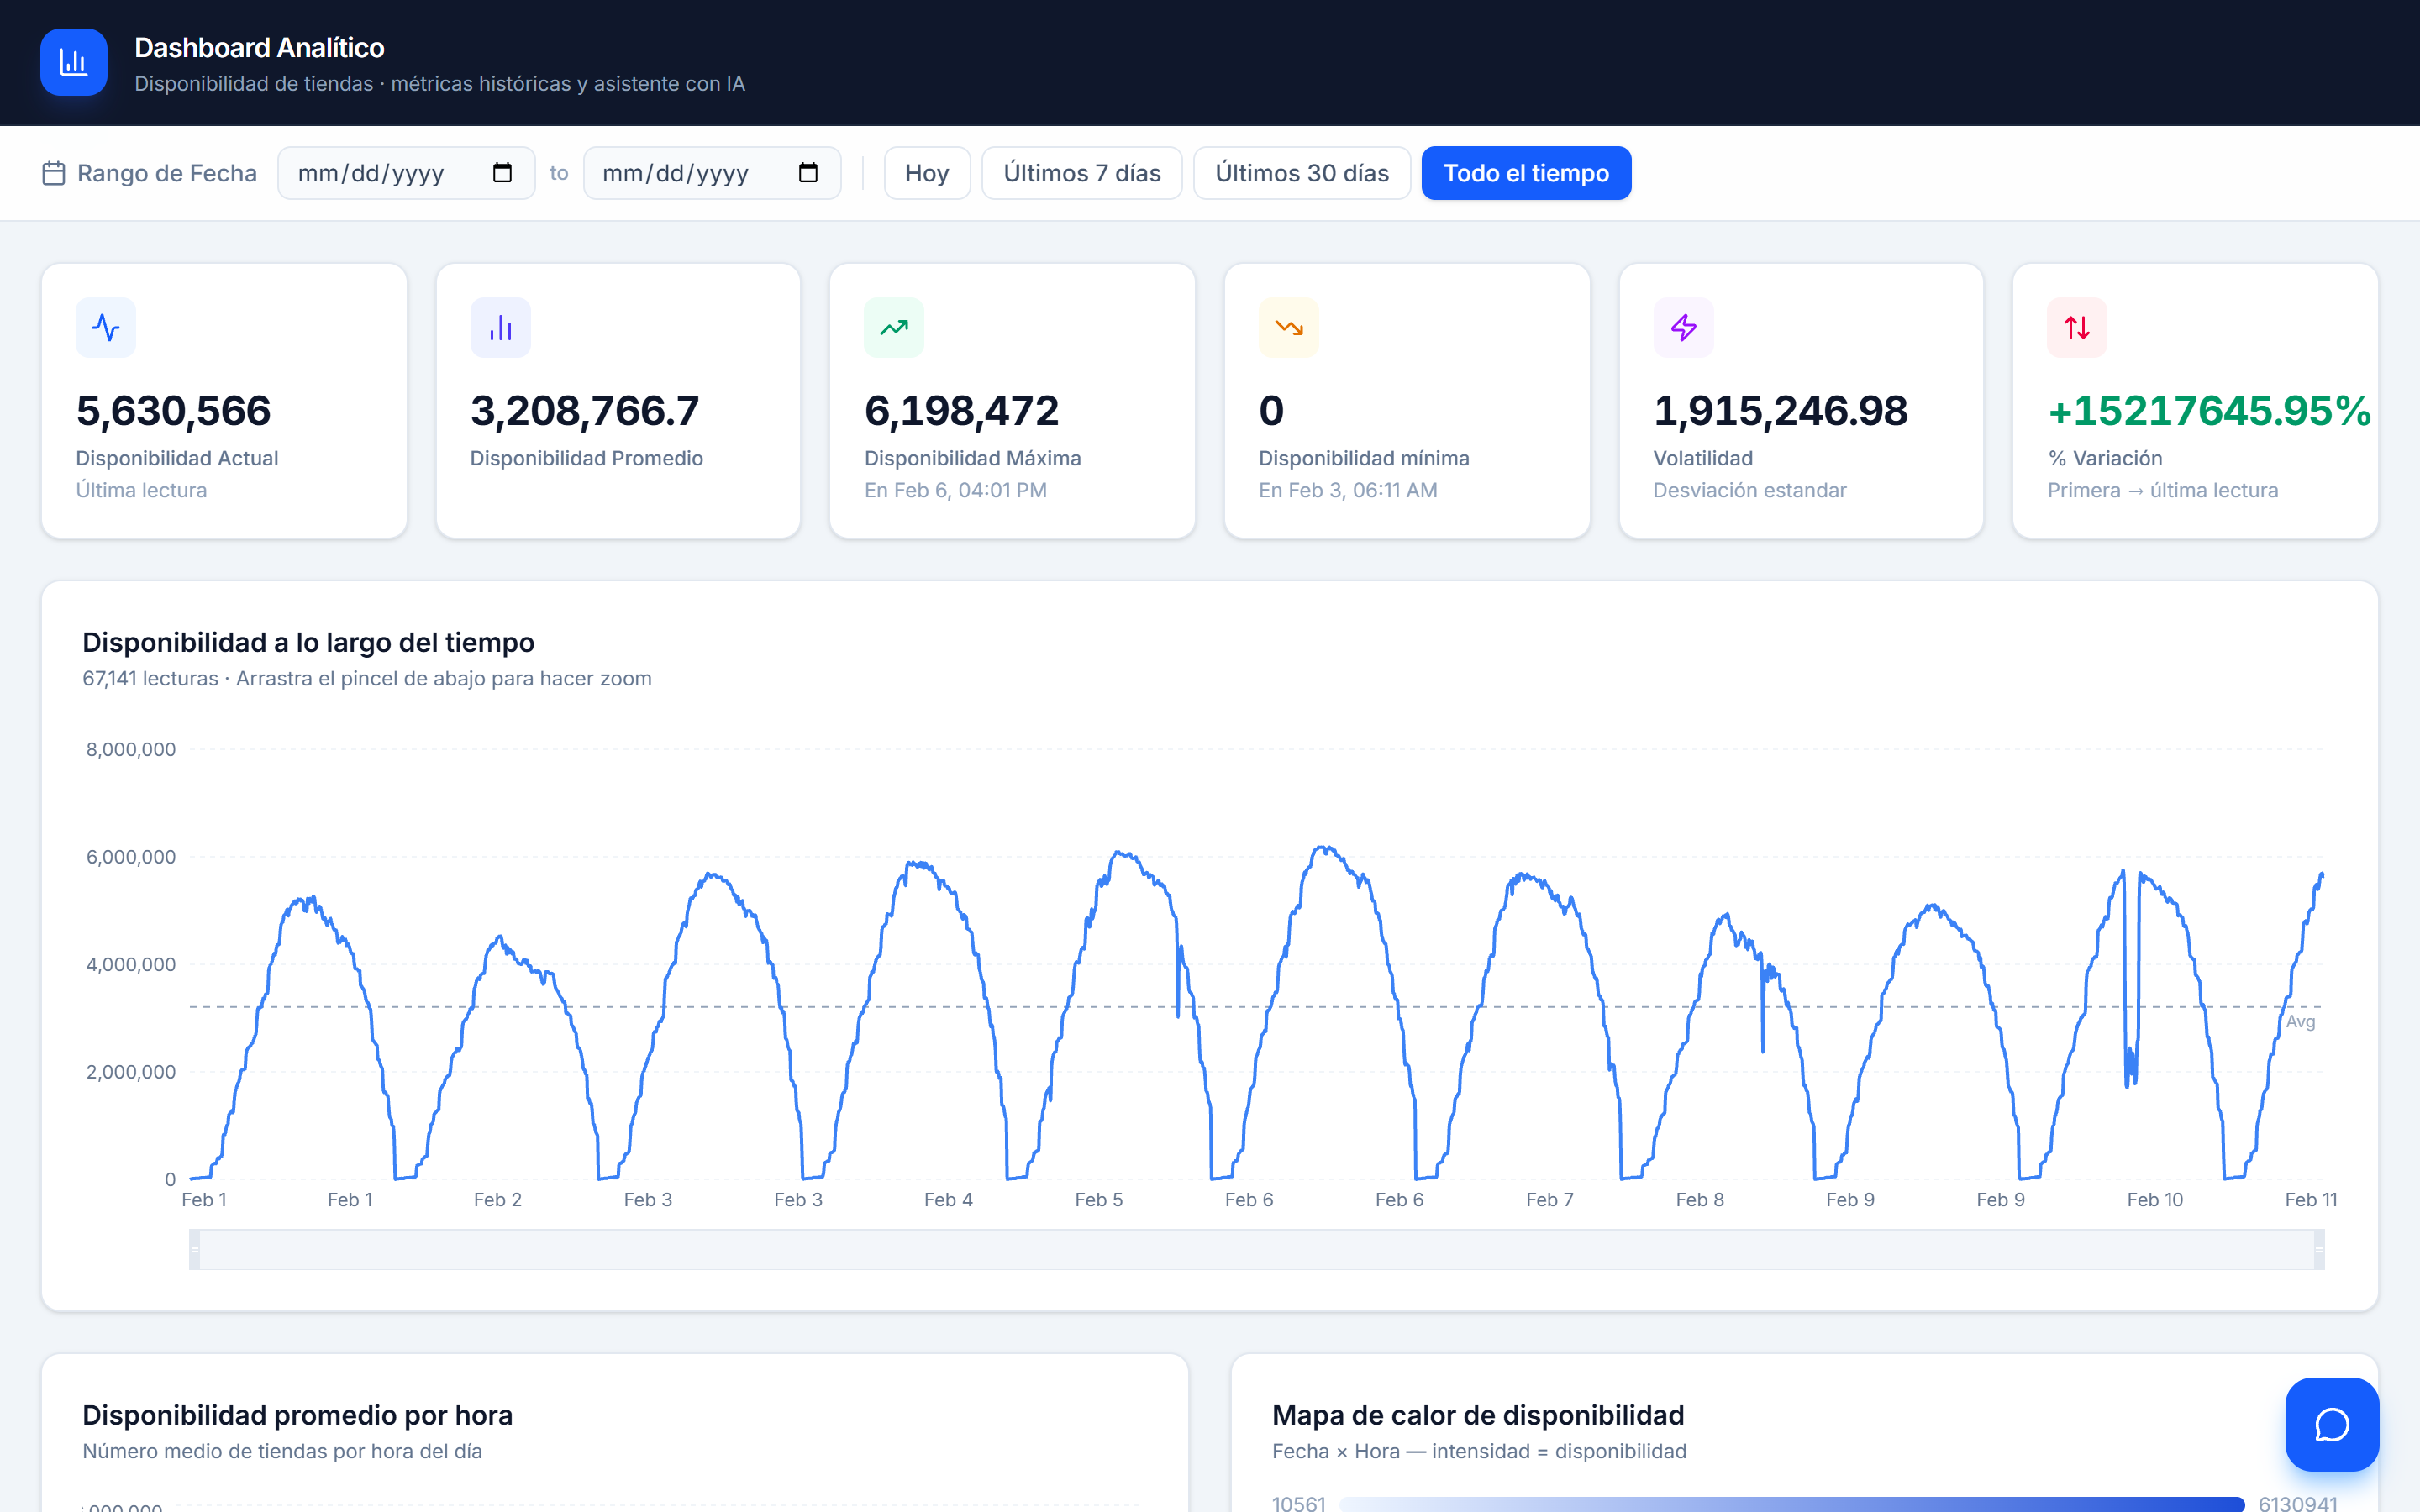 Dashboard Analítico
Disponibilidad de tiendas · métricas históricas y asistente con IA
Rango de Fecha mm/dd/yyyy to mm/dd/yyyy Hoy Últimos 7 días Últimos 30 días Todo el tiempo
5,630,566
Disponibilidad Actual
Última lectura
3,208,766.7
Disponibilidad Promedio
6,198,472
Disponibilidad Máxima
En Feb 6, 04:01 PM
0
Disponibilidad mínima
En Feb 3, 06:11 AM
1,915,246.98
Volatilidad
Desviación estandar
+15217645.95%
% Variación
Primera → última lectura
Disponibilidad a lo largo del tiempo
67,141 lecturas · Arrastra el pincel de abajo para hacer zoom
8,000,000
6,000,000
4,000,000
2,000,000
0
Avg
Feb 1 Feb 1 Feb 2 Feb 3 Feb 3 Feb 4 Feb 5 Feb 6 Feb 6 Feb 7 Feb 8 Feb 9 Feb 9 Feb 10 Feb 11
Disponibilidad promedio por hora
Número medio de tiendas por hora del día
Mapa de calor de disponibilidad
Fecha × Hora — intensidad = disponibilidad
10561 6130941